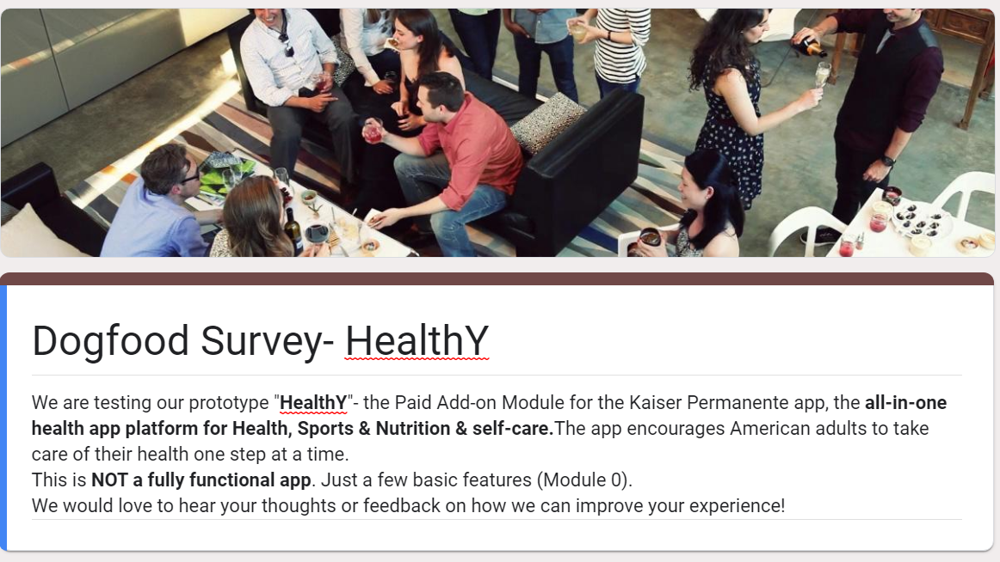 Dogfood Survey- HealthY
We are testing our prototype "HealthY"- the Paid Add-on Module for the Kaiser Permanente app, the all-in-one
health app platform for Health, Sports & Nutrition & self-care.The app encourages American adults to take
care of their health one step at a time.
This is NOT a fully functional app. Just a few basic features (Module 0).
We would love to hear your thoughts or feedback on how we can improve your experience!